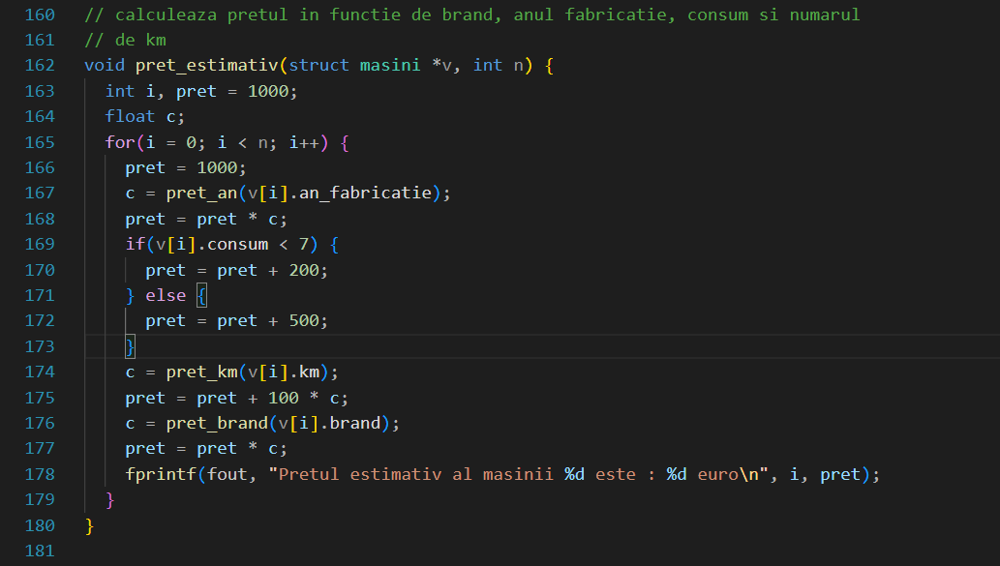 160 // calculeaza pretul in functie de brand, anul fabricatie, consum si numarul
161 // de km
162 void pret_estimativ(struct masini *v, int n) {
163   int i, pret = 1000;
164   float c;
165   for(i = 0; i < n; i++) {
166     pret = 1000;
167     c = pret_an(v[i].an_fabricatie);
168     pret = pret * c;
169     if(v[i].consum < 7) {
170       pret = pret + 200;
171     } else {
172       pret = pret + 500;
173     }
174     c = pret_km(v[i].km);
175     pret = pret + 100 * c;
176     c = pret_brand(v[i].brand);
177     pret = pret * c;
178     fprintf(fout, "Pretul estimativ al masinii %d este : %d euro\n", i, pret);
179   }
180 }
181